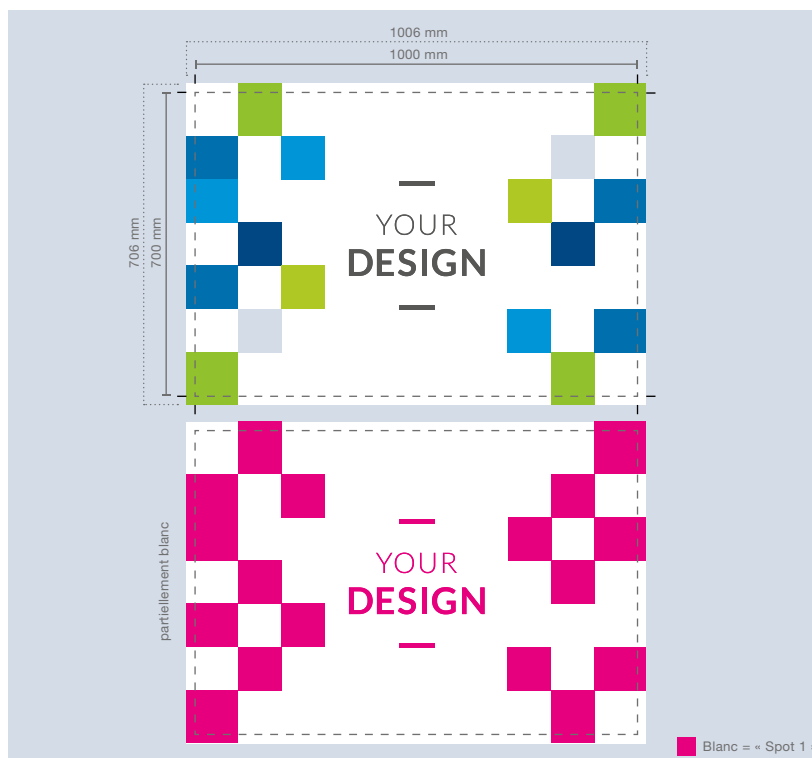 1006 mm
1000 mm
706 mm
700 mm
YOUR
DESIGN
partiellement blanc
YOUR
DESIGN
Blanc = « Spot 1 »